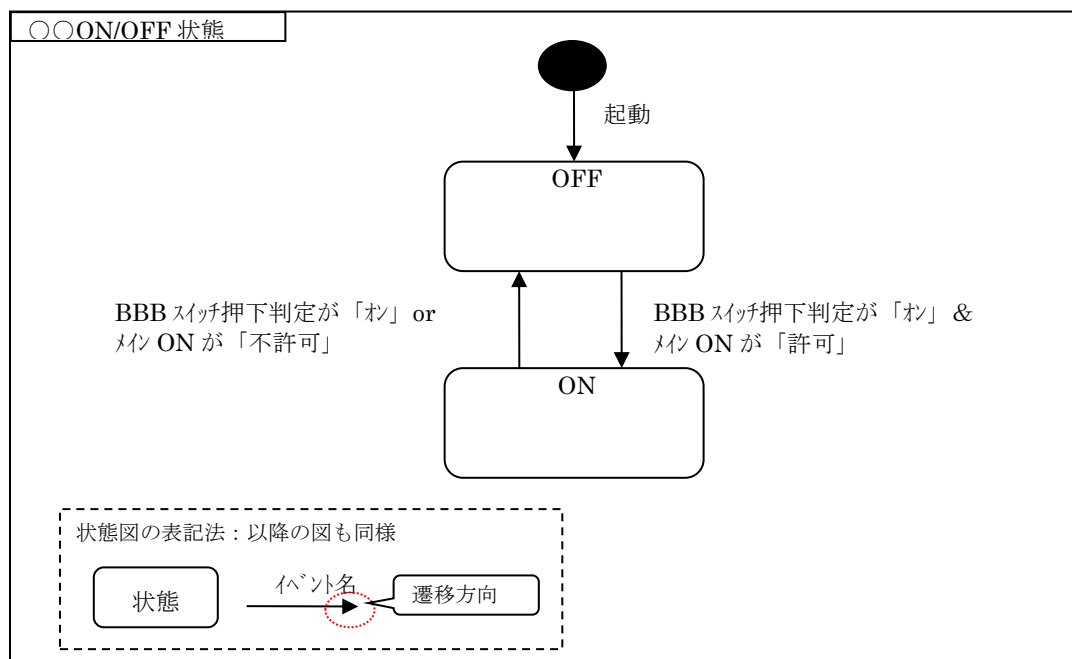 ○○ON/OFF 状態
起動
OFF
BBB スイッチ押下判定が「オン」or
メイン ON が「不許可」
BBB スイッチ押下判定が「オン」&
メイン ON が「許可」
ON
状態図の表記法：以降の図も同様
状態
イベント名
遷移方向